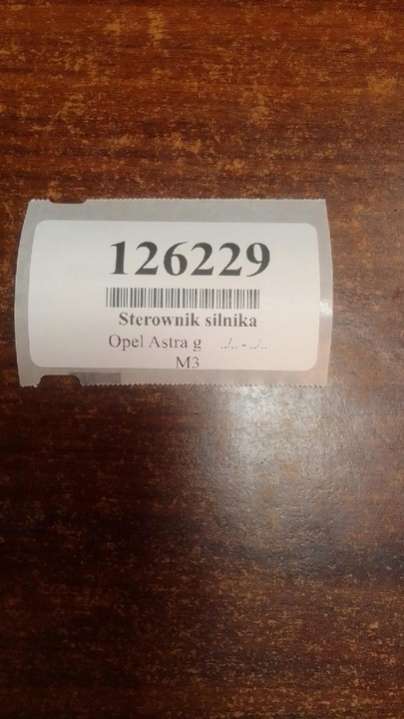 126229
Sterownik silnika
Opel Astra g ../.. - ../..
M3